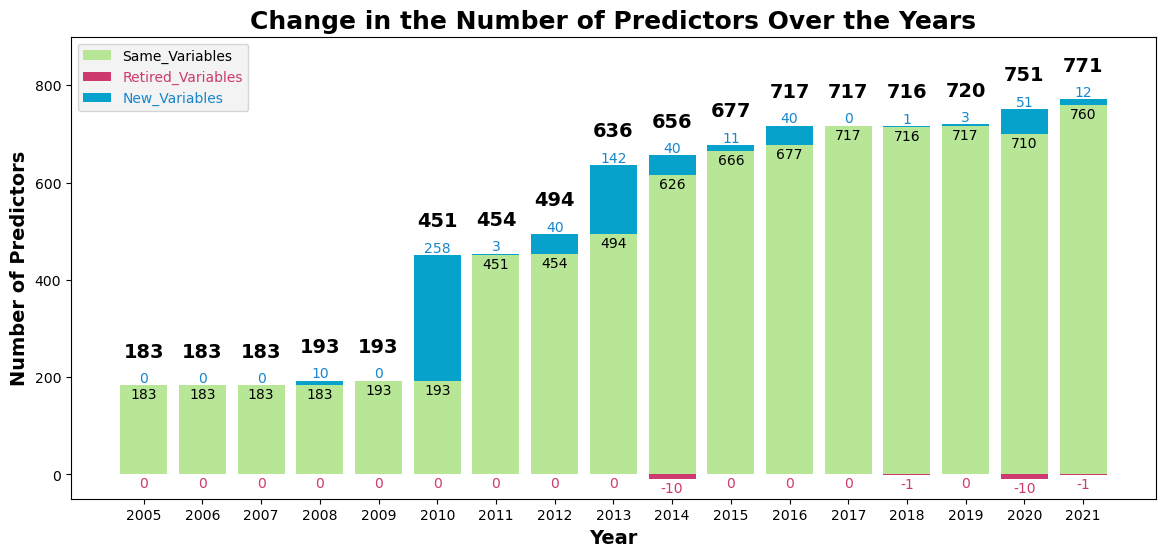 Change in the Number of Predictors Over the Years
Same_Variables
Retired_Variables
New_Variables
Number of Predictors
800
600
400
200
0
183 183 183 193 193 451 454 494 636 656 677 717 717 716 720 751 771
0 0 0 10 0 258 3 40 142 40 11 40 0 1 3 51 12
183 183 183 183 193 193 451 454 494 626 666 677 717 716 717 710 760
0 0 0 0 0 0 0 0 0 -10 0 0 0 -1 0 -10 -1
2005 2006 2007 2008 2009 2010 2011 2012 2013 2014 2015 2016 2017 2018 2019 2020 2021
Year